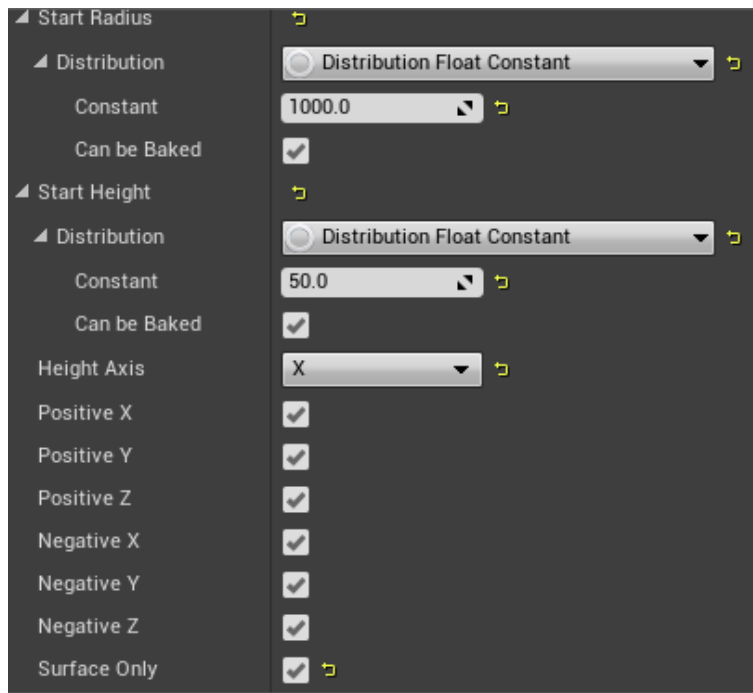 Start Radius
Distribution Distribution Float Constant
Constant 1000.0
Can be Baked
Start Height
Distribution Distribution Float Constant
Constant 50.0
Can be Baked
Height Axis X
Positive X
Positive Y
Positive Z
Negative X
Negative Y
Negative Z
Surface Only